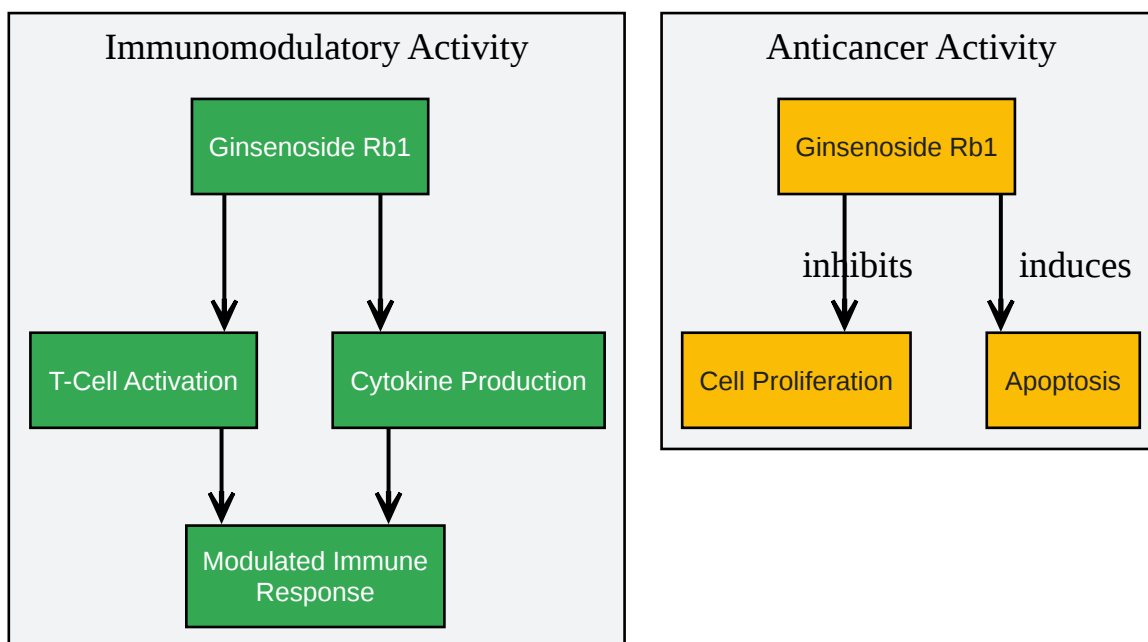 Immunomodulatory Activity
Ginsenoside Rb1
T-Cell Activation
Cytokine Production
Modulated Immune
Response
Anticancer Activity
Ginsenoside Rb1
inhibits
induces
Cell Proliferation
Apoptosis